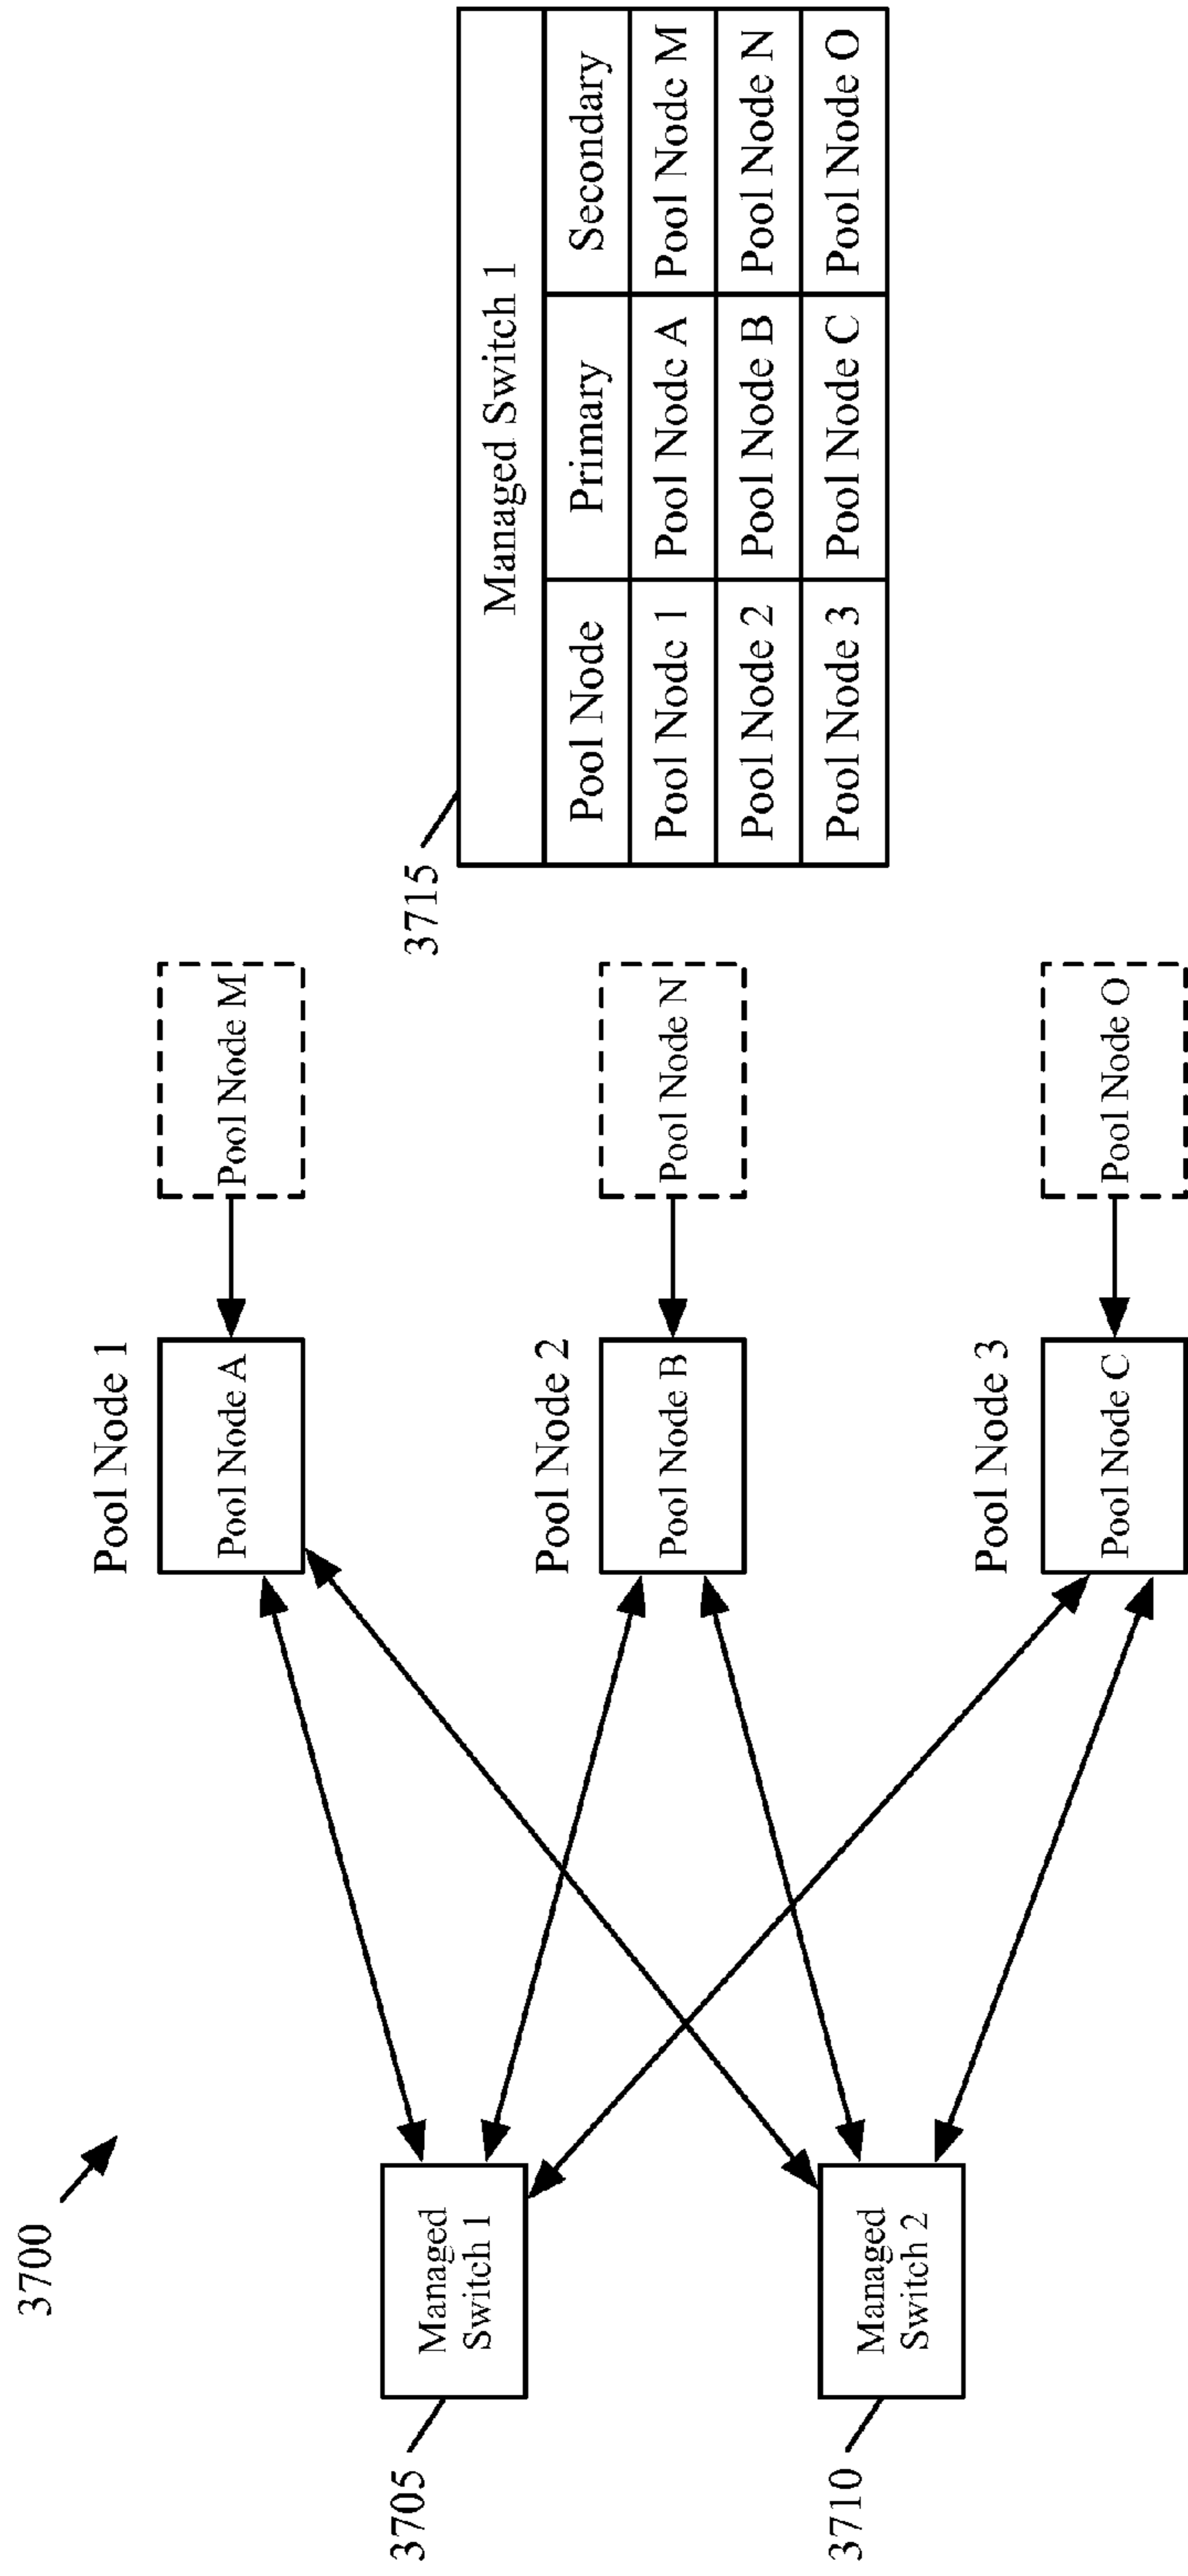 3700
3705
Managed
Switch 1
3710
Managed
Switch 2
Pool Node 1
Pool Node A
Pool Node M
Pool Node 2
Pool Node B
Pool Node N
Pool Node 3
Pool Node C
Pool Node O
3715
Managed Switch 1
Pool Node Primary Secondary
Pool Node 1 Pool Node A Pool Node M
Pool Node 2 Pool Node B Pool Node N
Pool Node 3 Pool Node C Pool Node O